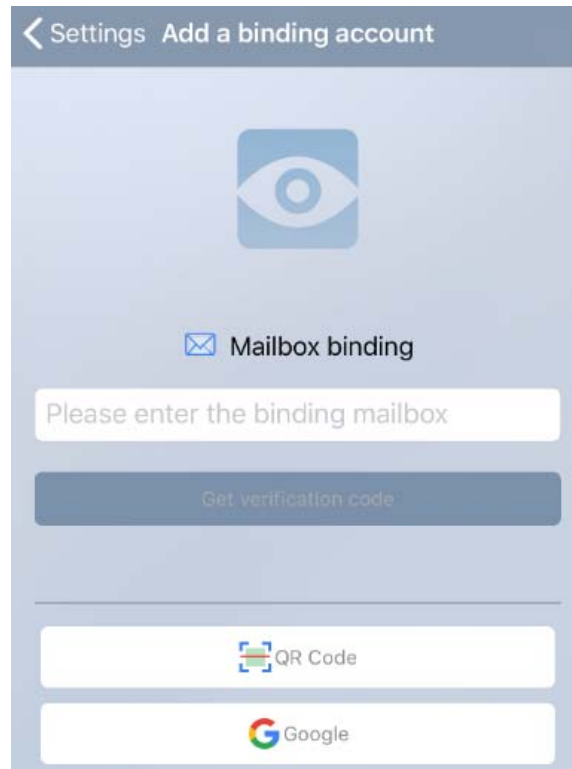 Settings Add a binding account
Mailbox binding
Please enter the binding mailbox
Get verification code
QR Code
Google